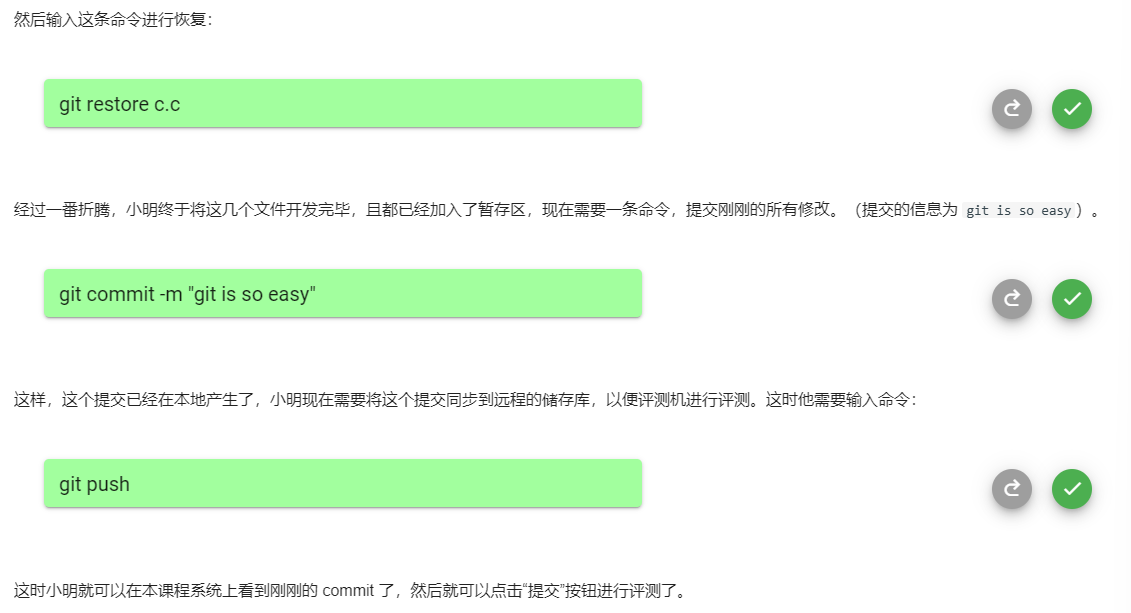 然后输入这条命令进行恢复：
git restore c.c
经过一番折腾，小明终于将这几个文件开发完毕，且都已经加入了暂存区，现在需要一条命令，提交刚刚的所有修改。（提交的信息为 git is so easy）。
git commit -m "git is so easy"
这样，这个提交已经在本地产生了，小明现在需要将这个提交同步到远程的储存库，以便评测机进行评测。这时他需要输入命令：
git push
这时小明就可以在本课程系统上看到刚刚的 commit 了，然后就可以点击“提交”按钮进行评测了。